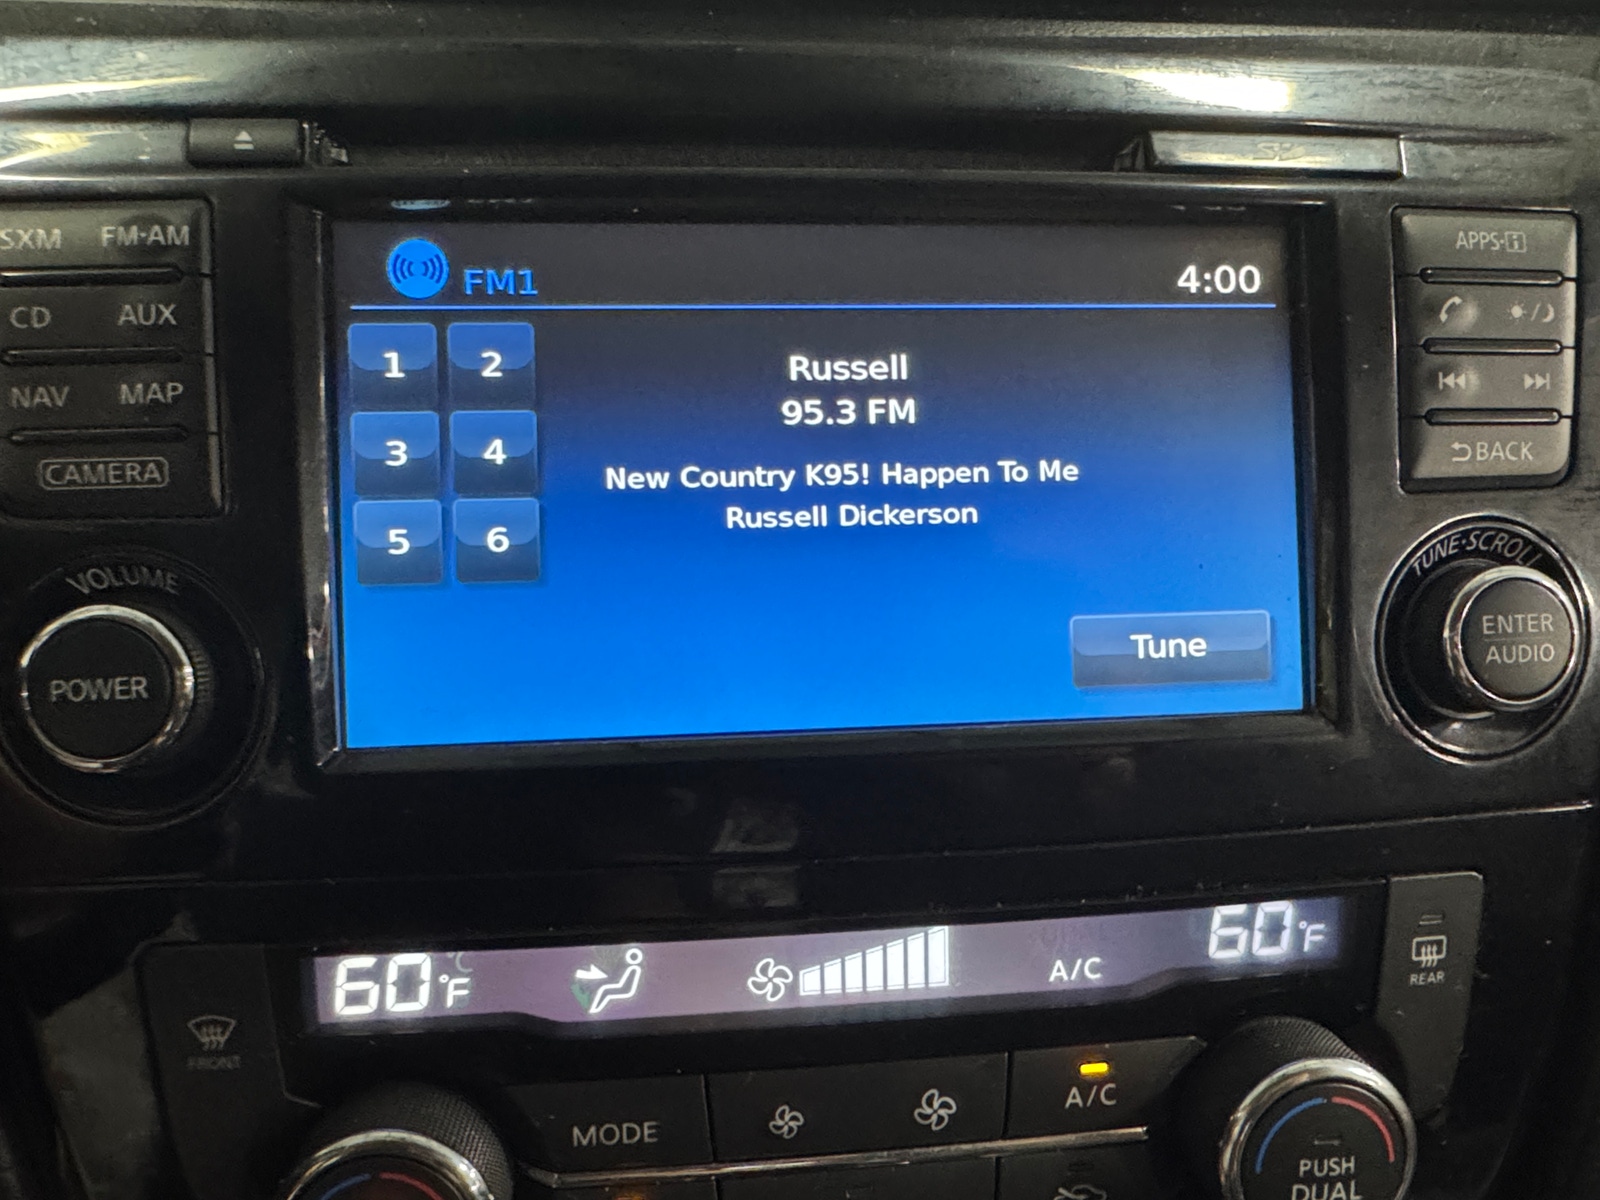 SXM FM·AM
CD AUX
NAV MAP
CAMERA
VOLUME
POWER
FM1
4:00
1 2
3 4
5 6
Russell
95.3 FM
New Country K95! Happen To Me
Russell Dickerson
Tune
APPS·i
BACK
TUNE·SCROLL
ENTER
AUDIO
60°F
A/C
60°F
REAR
FRONT
MODE
A/C
PUSH
DUAL